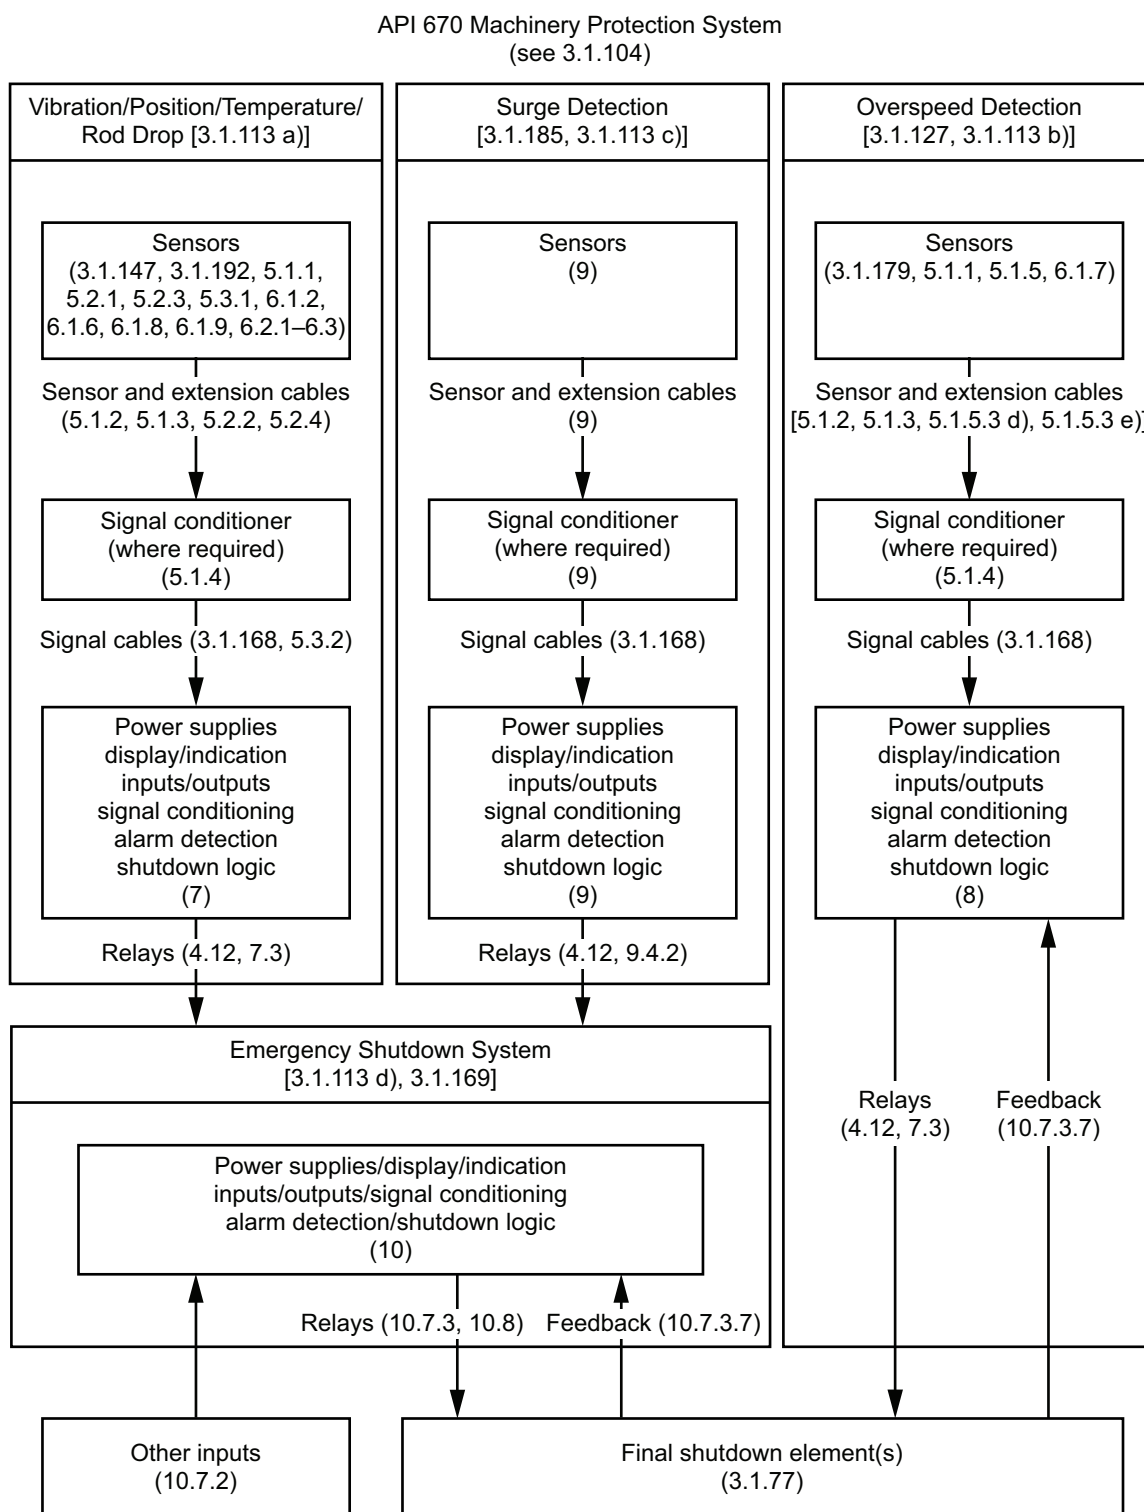 API 670 Machinery Protection System
(see 3.1.104)
Vibration/Position/Temperature/
Rod Drop [3.1.113 a)]
Sensors
(3.1.147, 3.1.192, 5.1.1,
5.2.1, 5.2.3, 5.3.1, 6.1.2,
6.1.6, 6.1.8, 6.1.9, 6.2.1–6.3)
Sensor and extension cables
(5.1.2, 5.1.3, 5.2.2, 5.2.4)
Signal conditioner
(where required)
(5.1.4)
Signal cables (3.1.168, 5.3.2)
Power supplies
display/indication
inputs/outputs
signal conditioning
alarm detection
shutdown logic
(7)
Relays (4.12, 7.3)
Surge Detection
[3.1.185, 3.1.113 c)]
Sensors
(9)
Sensor and extension cables
(9)
Signal conditioner
(where required)
(9)
Signal cables (3.1.168)
Power supplies
display/indication
inputs/outputs
signal conditioning
alarm detection
shutdown logic
(9)
Relays (4.12, 9.4.2)
Overspeed Detection
[3.1.127, 3.1.113 b)]
Sensors
(3.1.179, 5.1.1, 5.1.5, 6.1.7)
Sensor and extension cables
[5.1.2, 5.1.3, 5.1.5.3 d), 5.1.5.3 e)]
Signal conditioner
(where required)
(5.1.4)
Signal cables (3.1.168)
Power supplies
display/indication
inputs/outputs
signal conditioning
alarm detection
shutdown logic
(8)
Relays
(4.12, 7.3)
Feedback
(10.7.3.7)
Emergency Shutdown System
[3.1.113 d), 3.1.169]
Power supplies/display/indication
inputs/outputs/signal conditioning
alarm detection/shutdown logic
(10)
Relays (10.7.3, 10.8)
Feedback (10.7.3.7)
Other inputs
(10.7.2)
Final shutdown element(s)
(3.1.77)